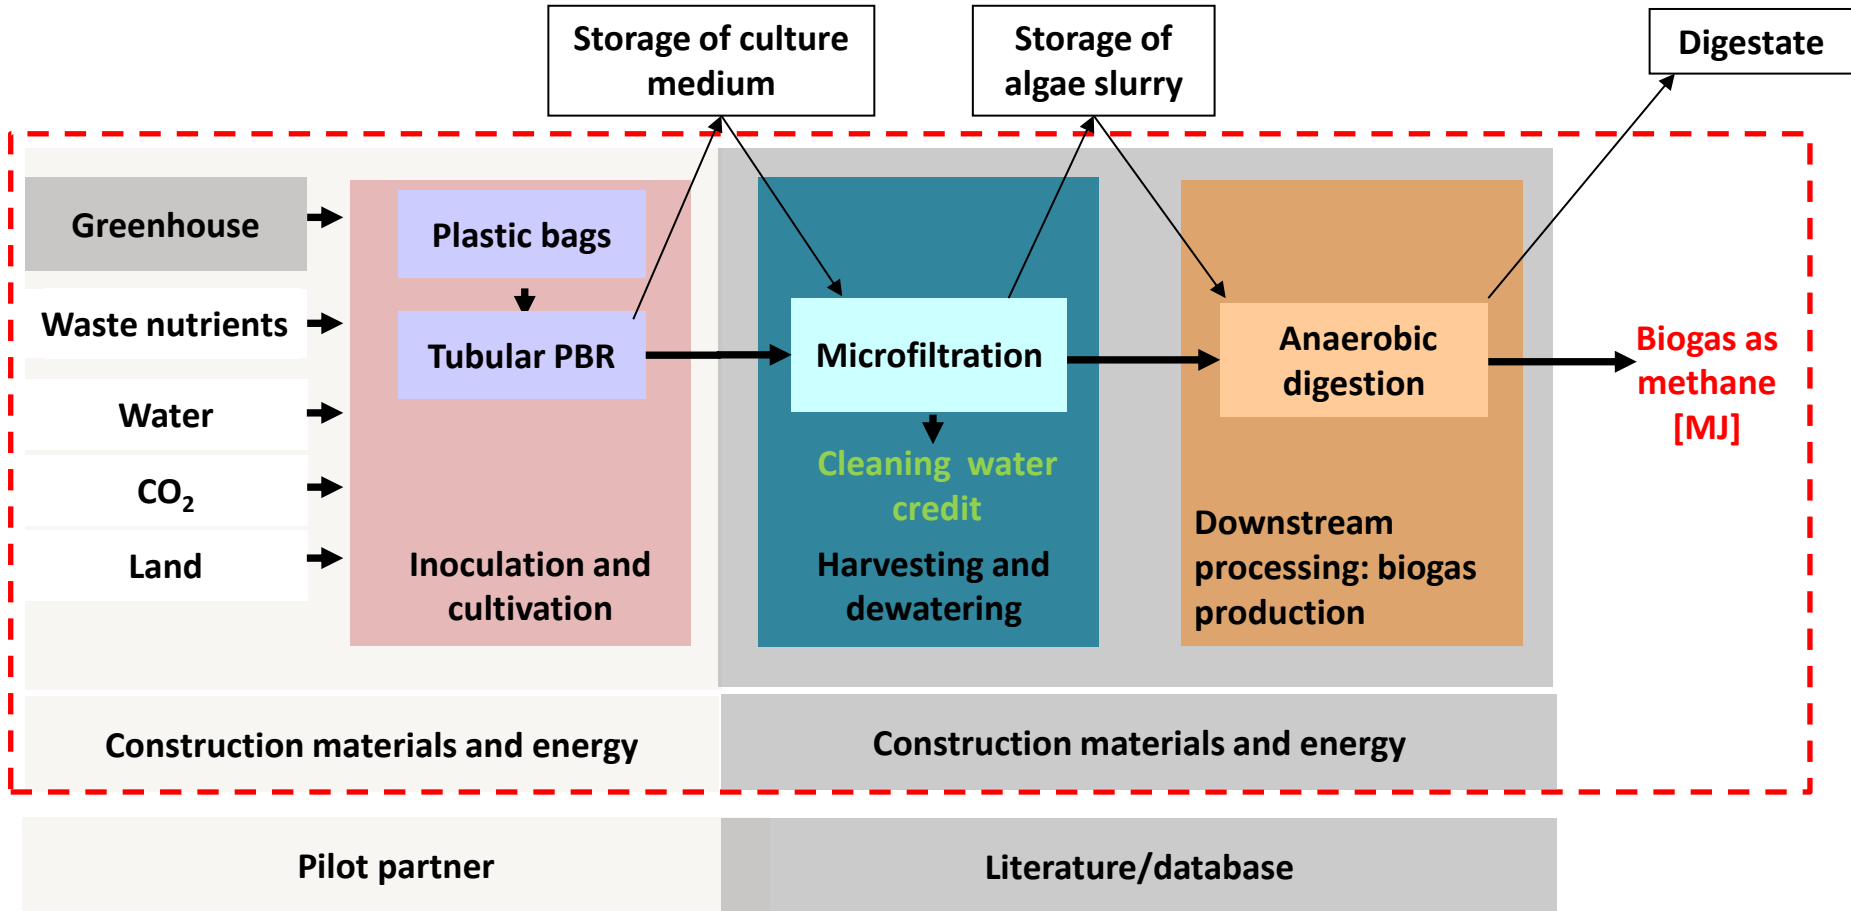 Storage of culture
medium
Storage of
algae slurry
Digestate
Greenhouse
Waste nutrients
Water
CO₂
Land
Plastic bags
Tubular PBR
Inoculation and
cultivation
Microfiltration
Cleaning water
credit
Harvesting and
dewatering
Anaerobic
digestion
Downstream
processing: biogas
production
Biogas as
methane
[MJ]
Construction materials and energy
Construction materials and energy
Pilot partner
Literature/database